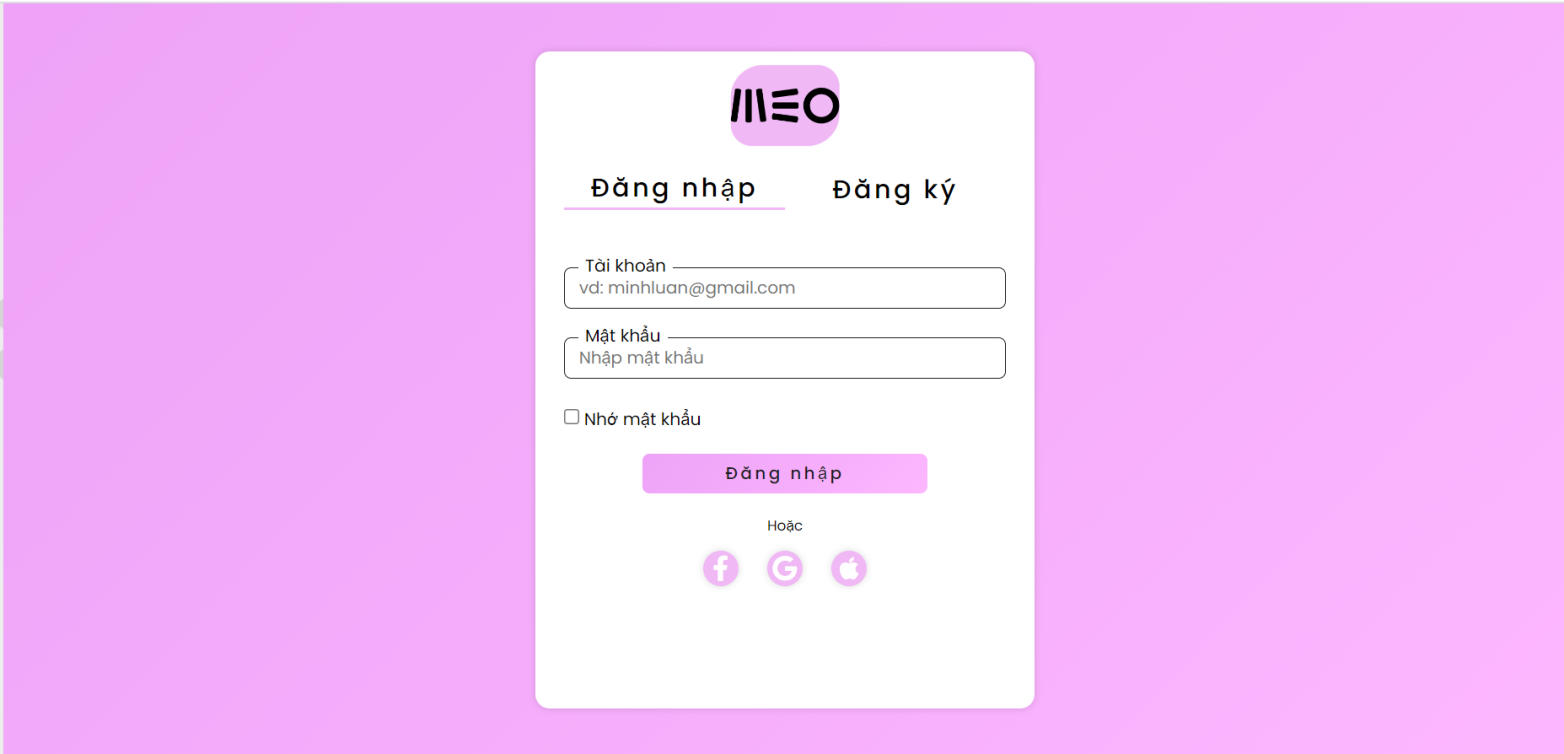 MEO
Đăng nhập Đăng ký
Tài khoản
vd: minhluan@gmail.com
Mật khẩu
Nhập mật khẩu
Nhớ mật khẩu
Đăng nhập
Hoặc